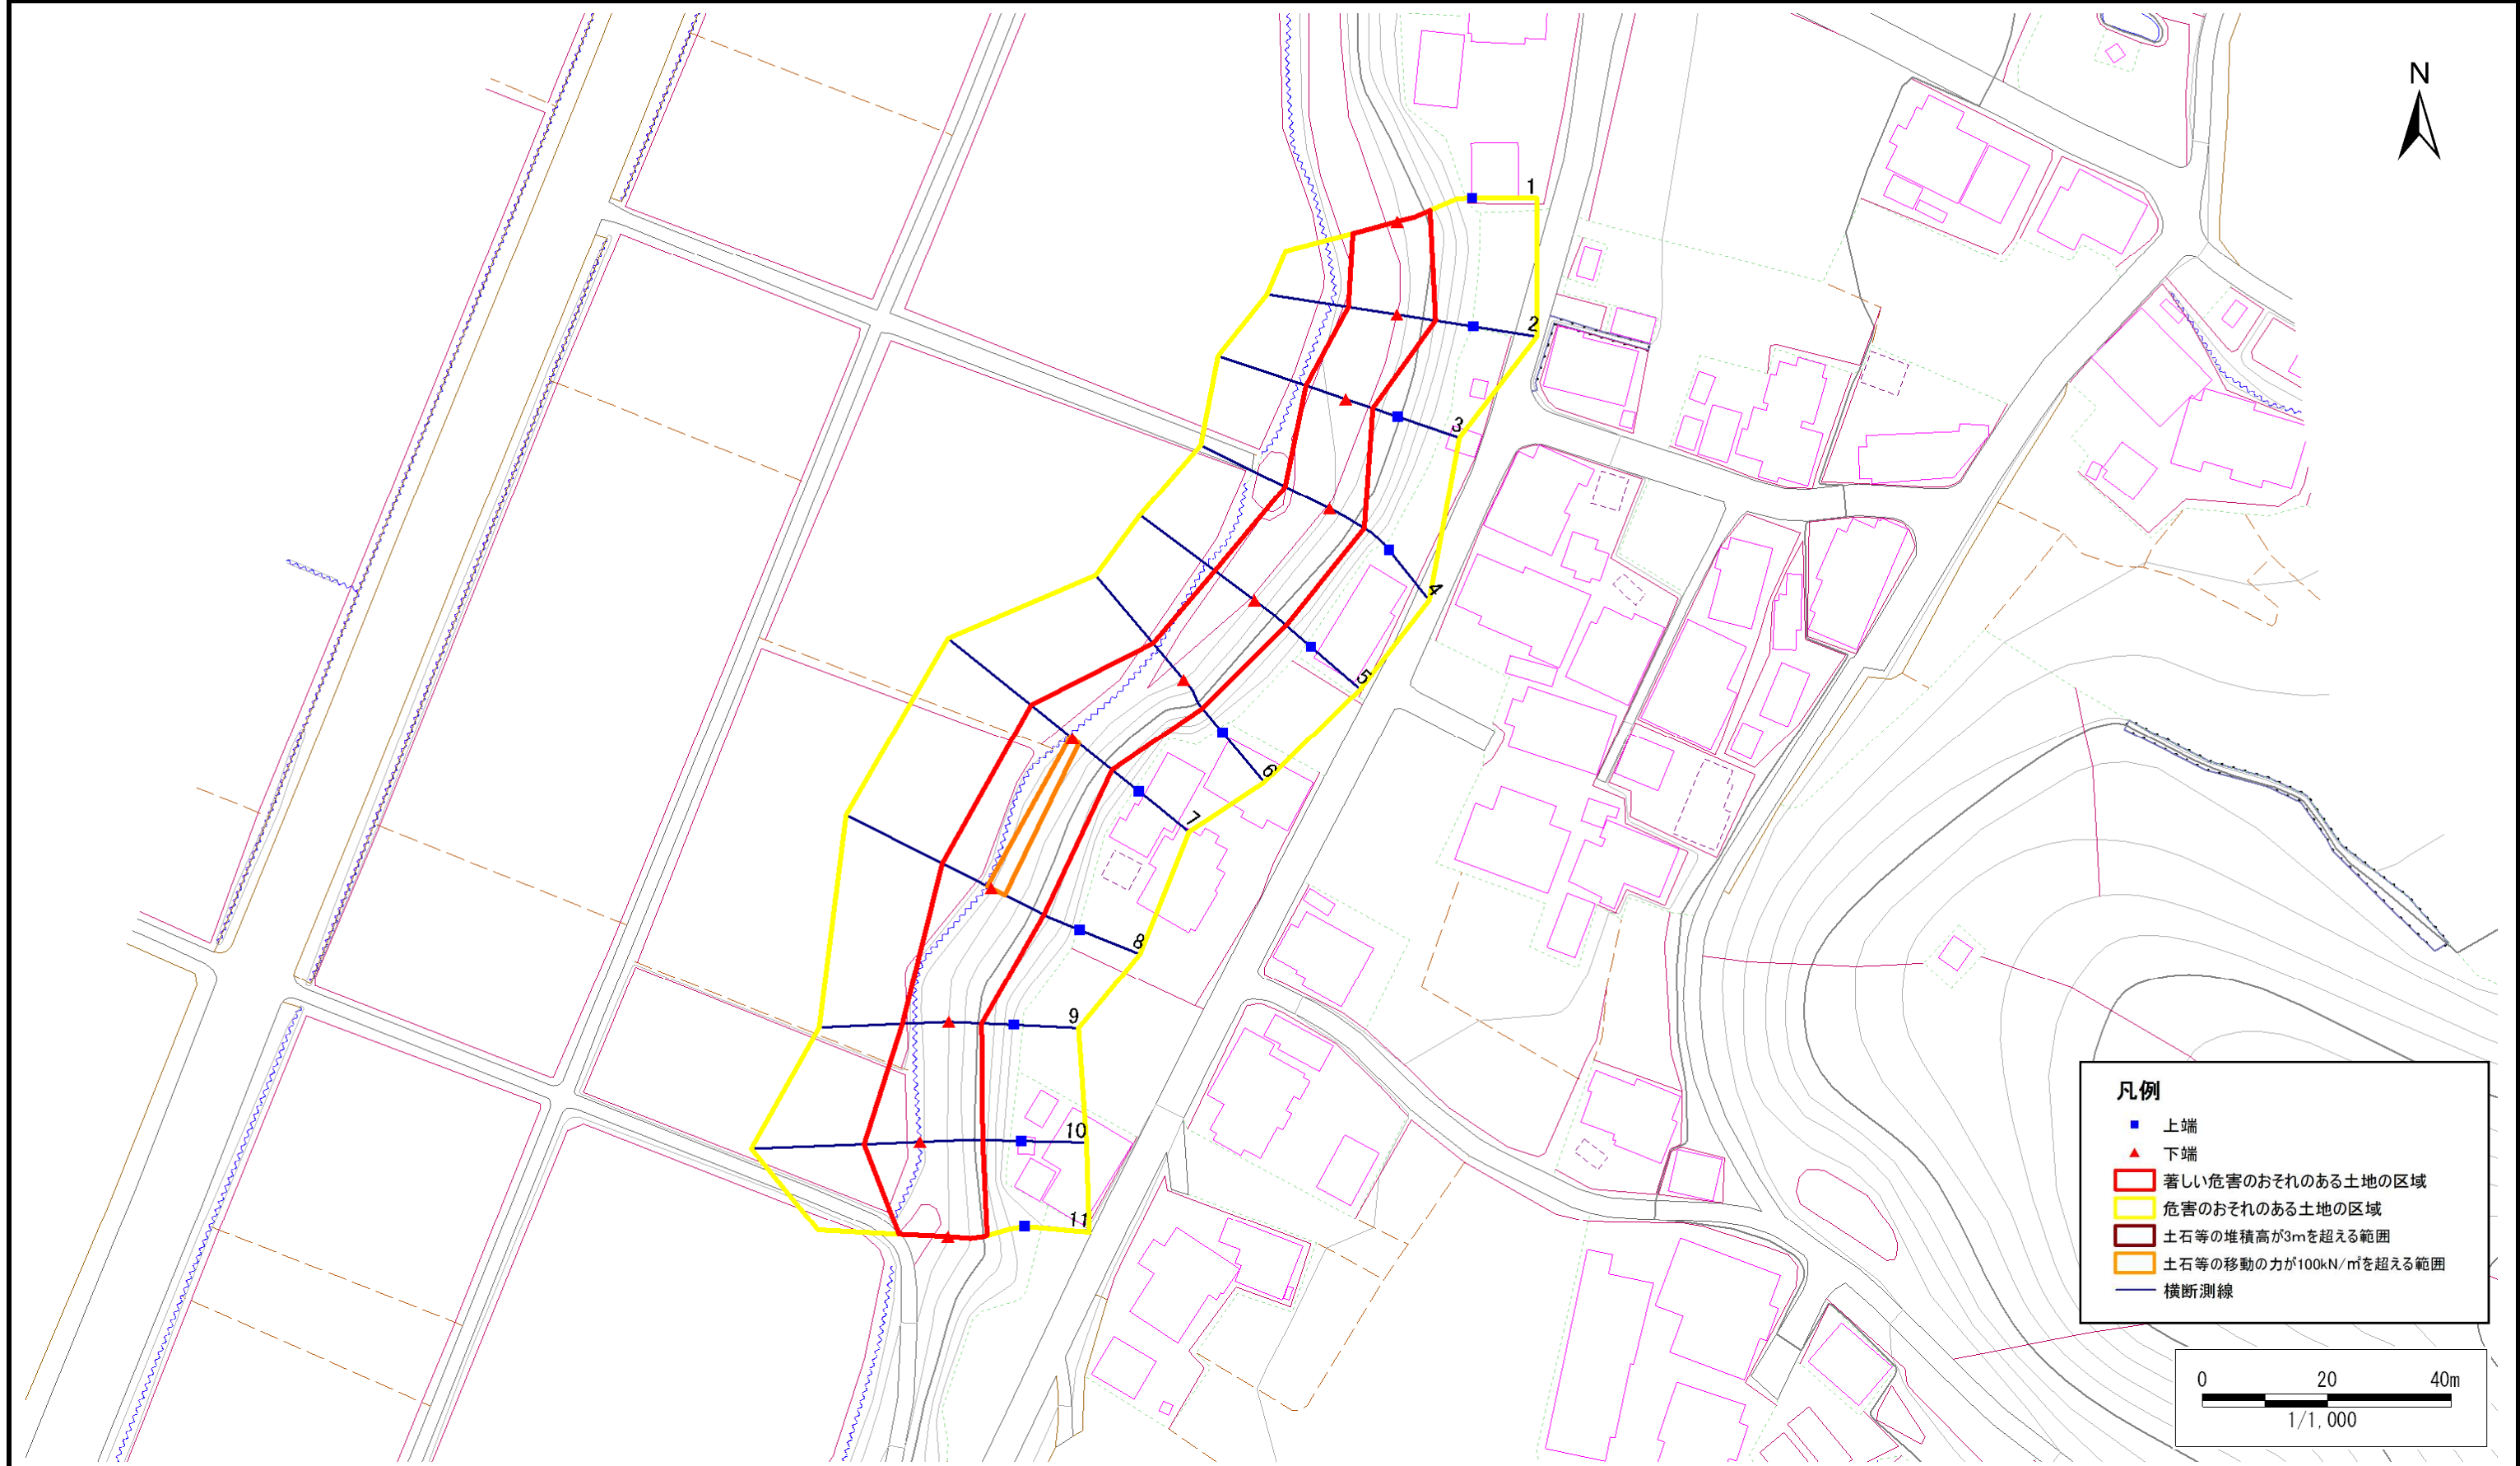 N
1
2
3
4
5
6
7
8
9
10
11
凡例
上端
下端
著しい危害のおそれのある土地の区域
危害のおそれのある土地の区域
土石等の堆積高が3mを超える範囲
土石等の移動の力が100kN/㎡を超える範囲
横断測線
0 20 40m
1/1,000